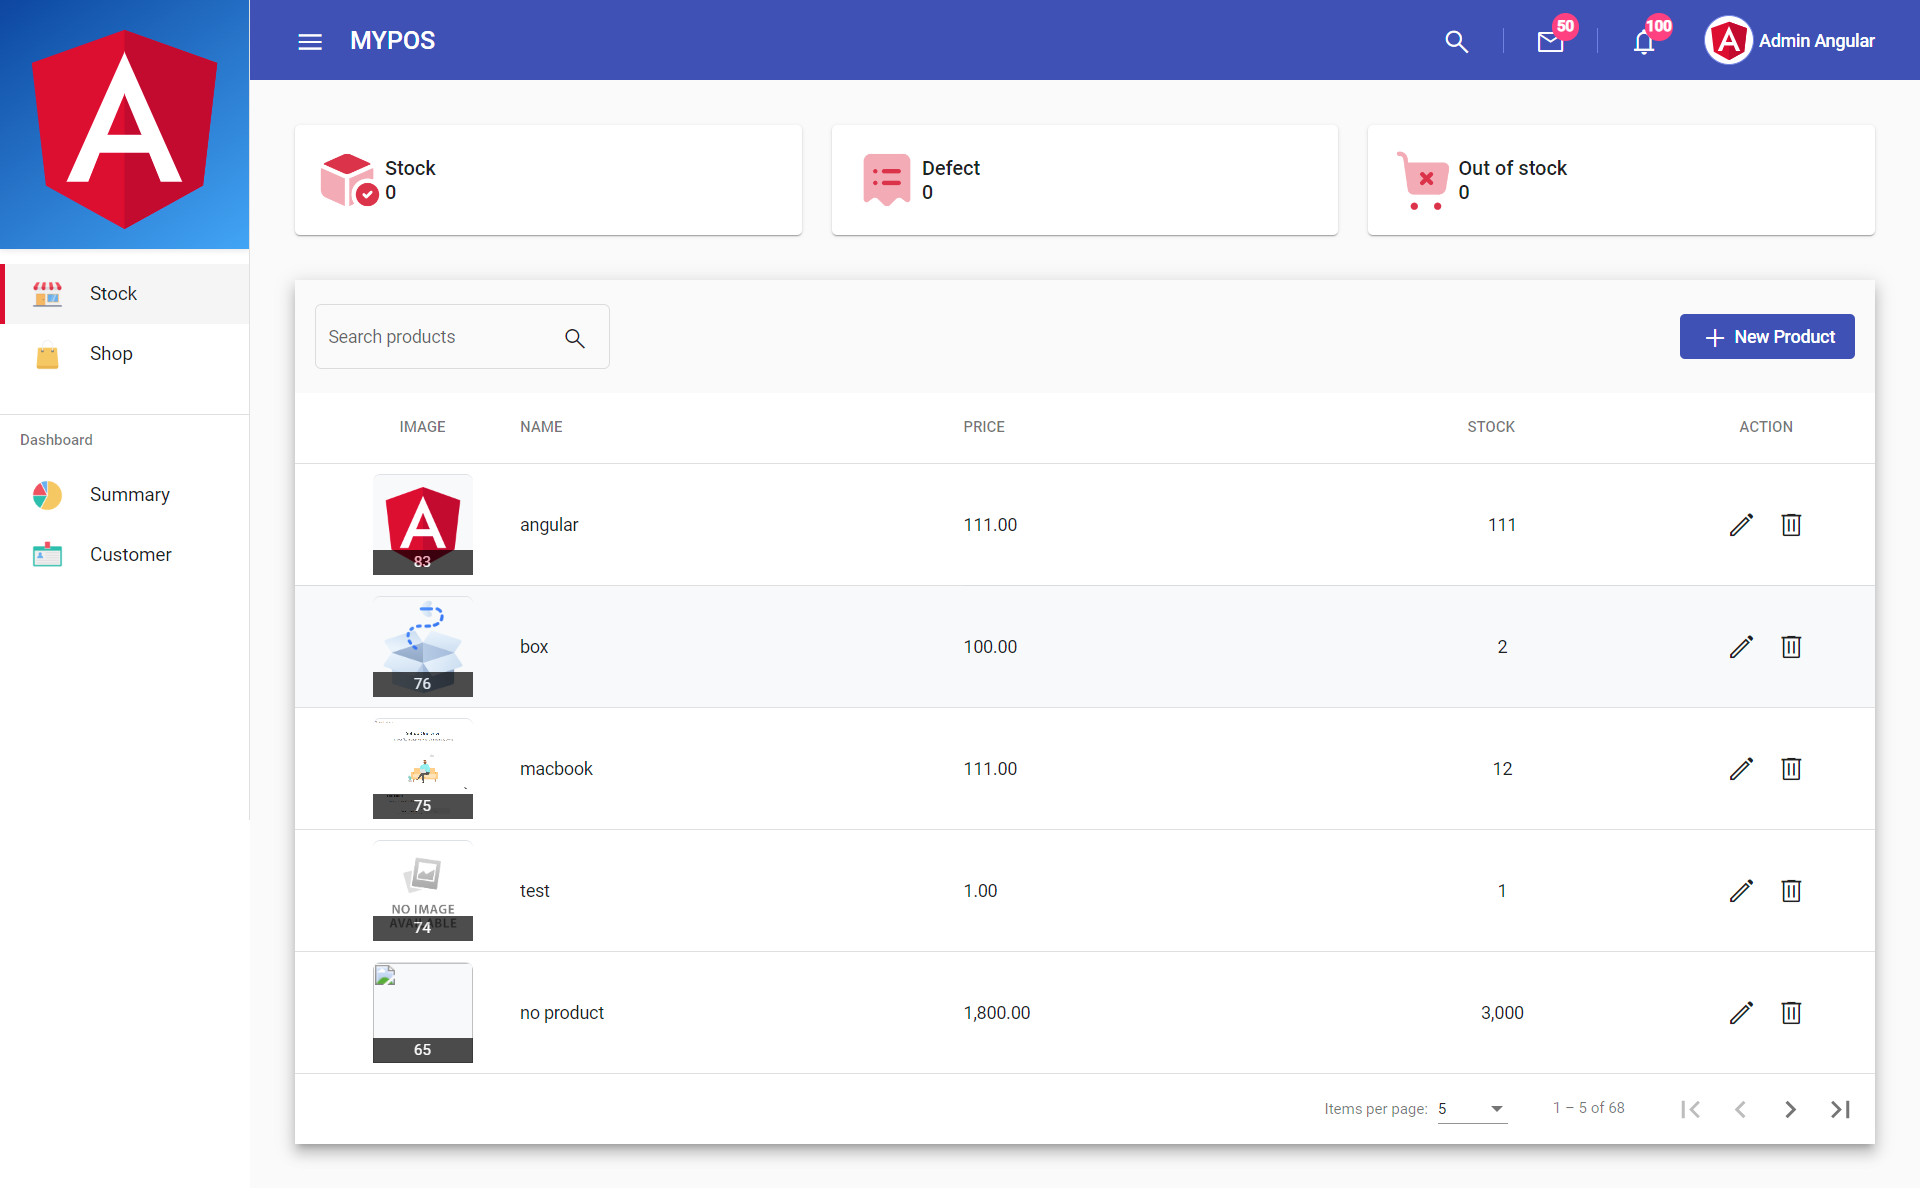 MYPOS
50
100
Admin Angular
Stock
0
Defect
0
Out of stock
0
Stock
Shop
Dashboard
Summary
Customer
Search products
New Product
IMAGE NAME PRICE STOCK ACTION
83 angular 111.00 111
76 box 100.00 2
75 macbook 111.00 12
NO IMAGE
AVAILABLE
74 test 1.00 1
65 no product 1,800.00 3,000
Items per page: 5 1 – 5 of 68